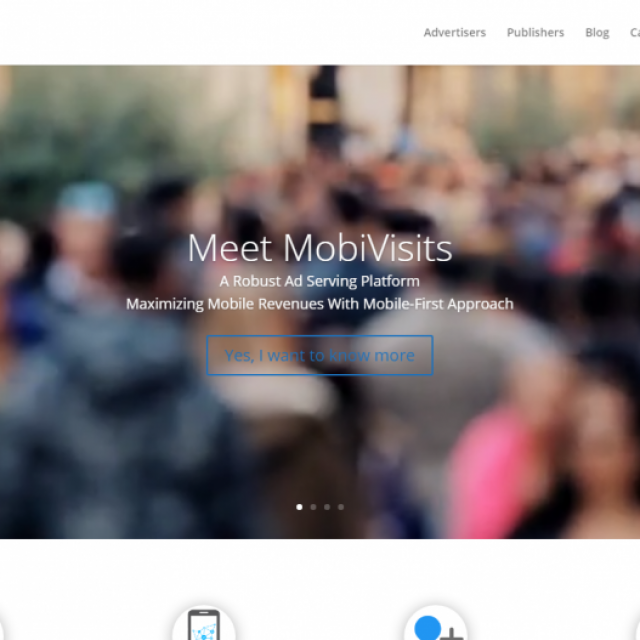 Advertisers Publishers Blog
Meet MobiVisits
A Robust Ad Serving Platform
Maximizing Mobile Revenues With Mobile-First Approach
Yes, I want to know more